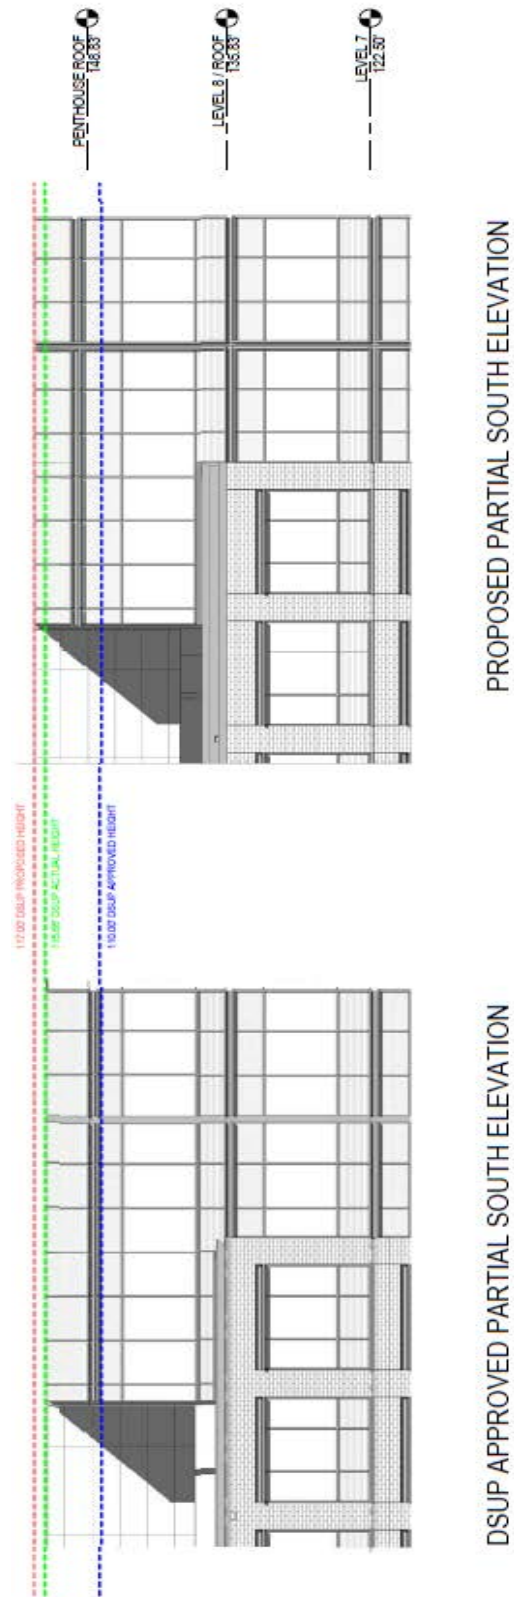 PENTHOUSE ROOF
148.83'
LEVEL 8 / ROOF
135.83'
LEVEL 7
122.50'
117.00' DSUP PROPOSED HEIGHT
DSUP ACTUAL HEIGHT
110.00' DSUP APPROVED HEIGHT
DSUP APPROVED PARTIAL SOUTH ELEVATION
PROPOSED PARTIAL SOUTH ELEVATION